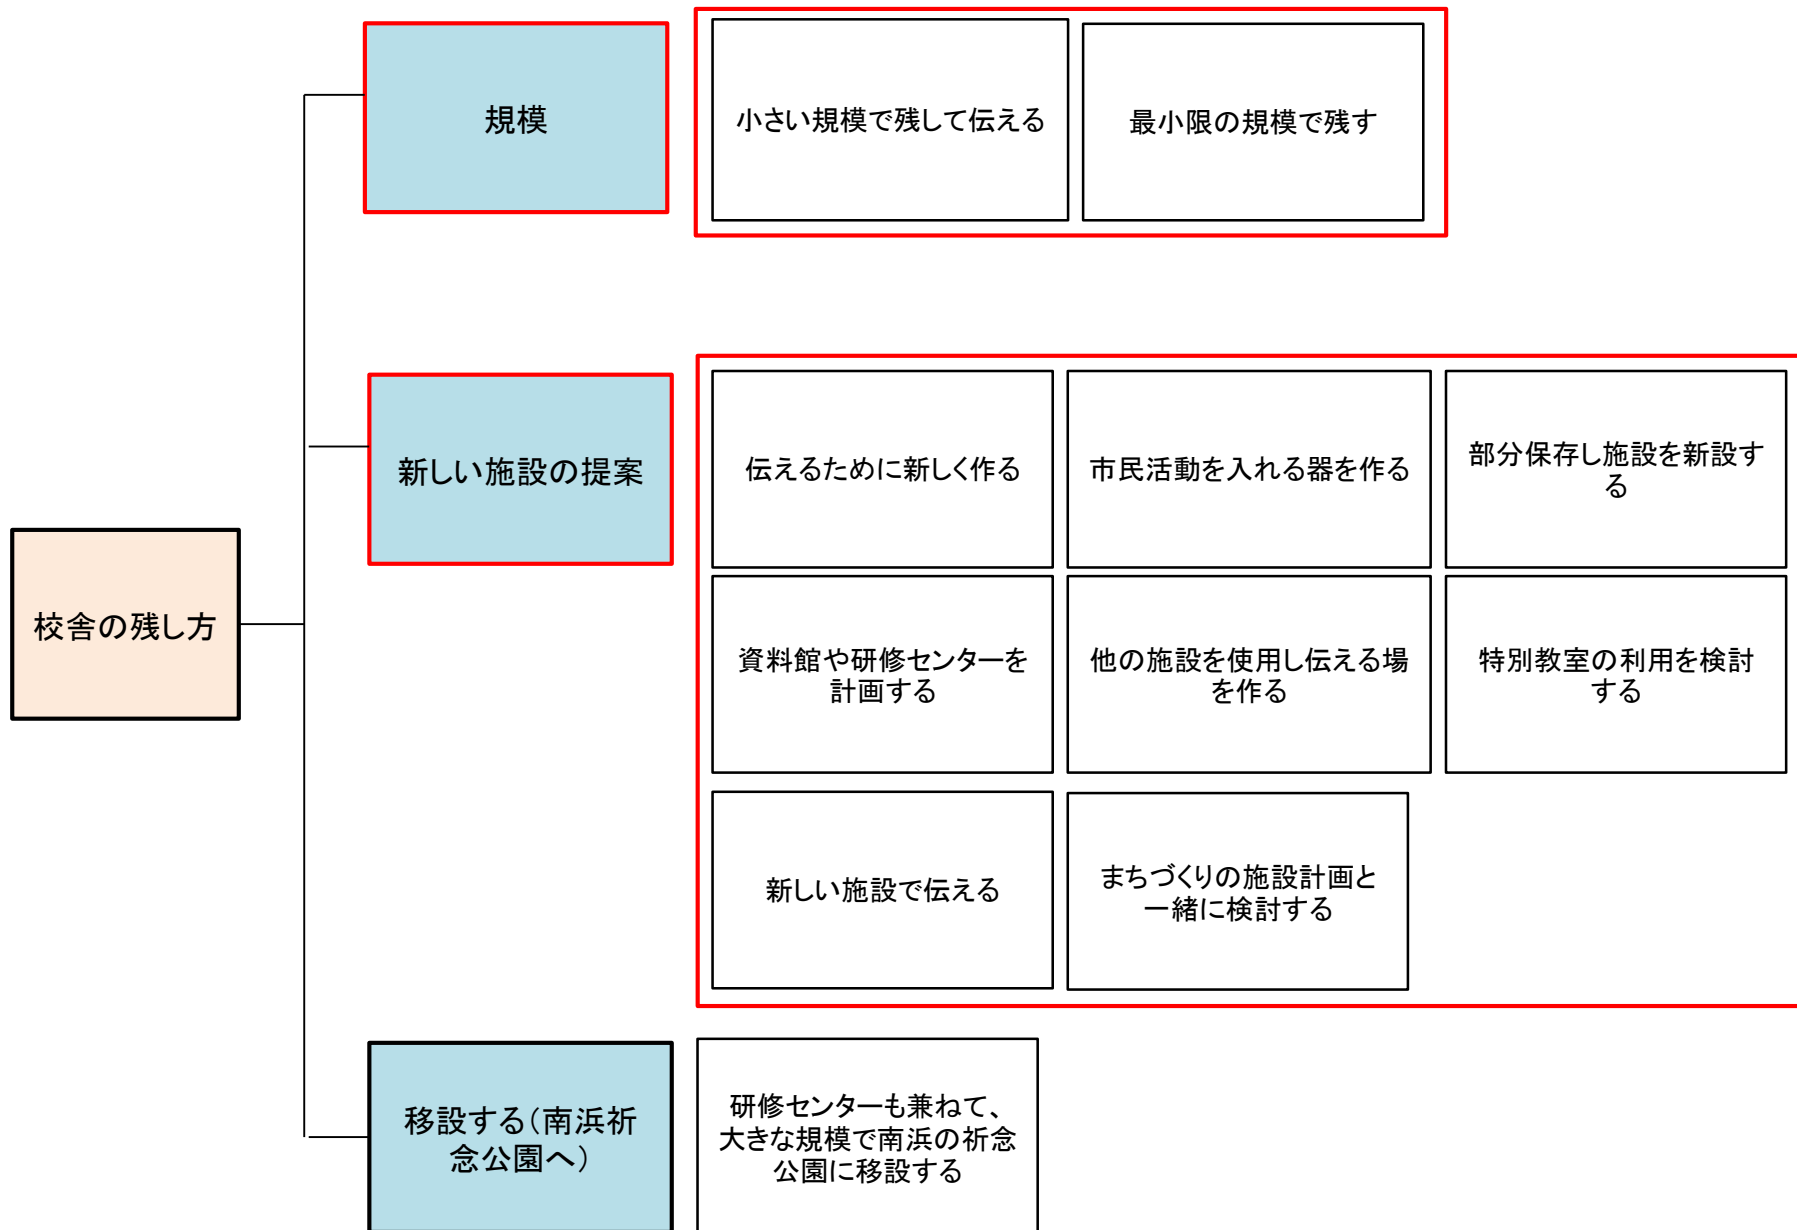 規模
小さい規模で残して伝える
最小限の規模で残す
新しい施設の提案
伝えるために新しく作る
市民活動を入れる器を作る
部分保存し施設を新設す
る
校舎の残し方
資料館や研修センターを
計画する
他の施設を使用し伝える場
を作る
特別教室の利用を検討
する
新しい施設で伝える
まちづくりの施設計画と
一緒に検討する
移設する（南浜祈
念公園へ）
研修センターも兼ねて、
大きな規模で南浜の祈念
公園に移設する